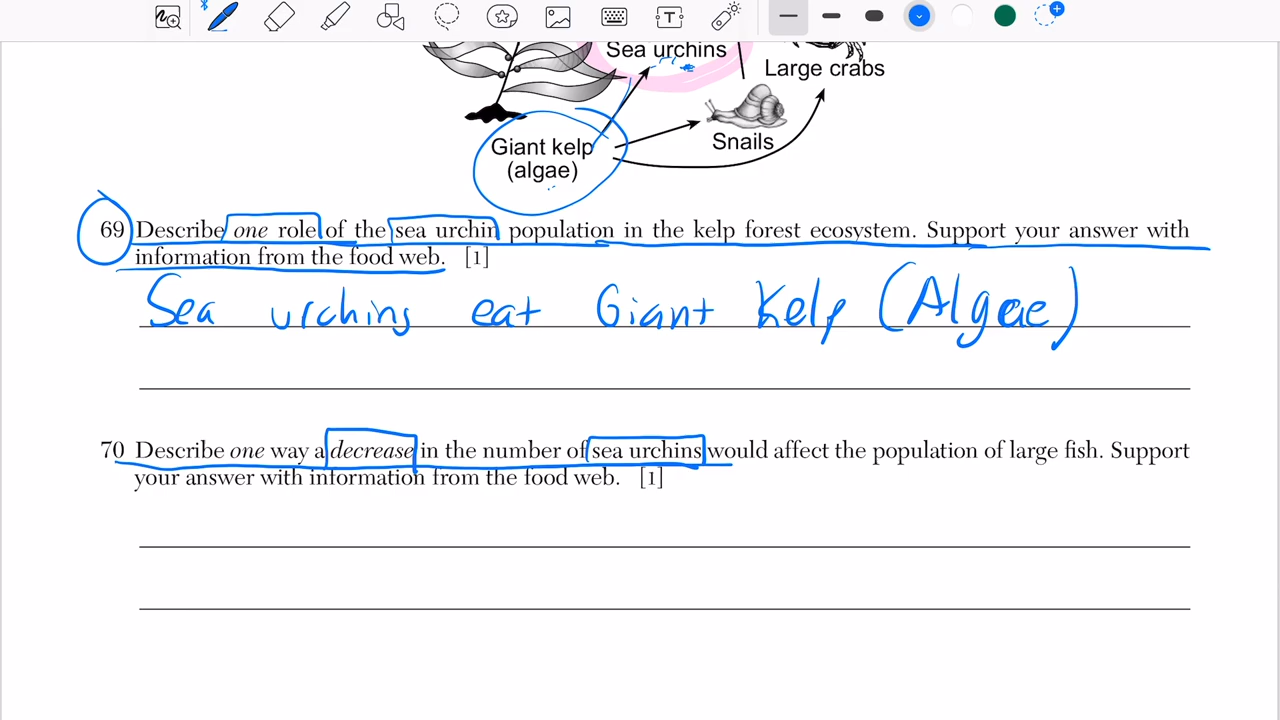 Sea urchins
Large crabs
Snails
Giant kelp
(algae)
69 Describe one role of the sea urchin population in the kelp forest ecosystem. Support your answer with
information from the food web. [1]
Sea urching eat Giant Kelp (Algae)
70 Describe one way a decrease in the number of sea urchins would affect the population of large fish. Support
your answer with information from the food web. [1]